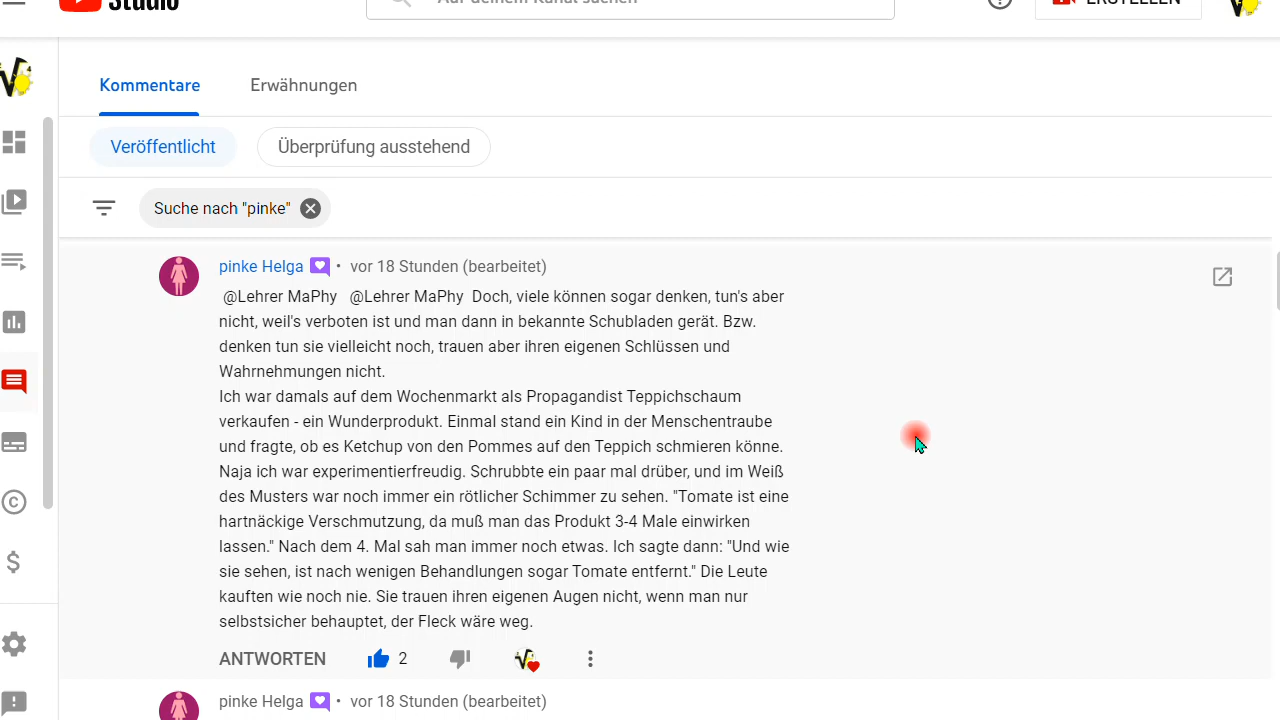 Studio
Auf deinem Kanal suchen
ERSTELLEN
Kommentare
Erwähnungen
Veröffentlicht
Überprüfung ausstehend
Suche nach "pinke"
pinke Helga • vor 18 Stunden (bearbeitet)
@Lehrer MaPhy @Lehrer MaPhy Doch, viele können sogar denken, tun's aber
nicht, weil's verboten ist und man dann in bekannte Schubladen gerät. Bzw.
denken tun sie vielleicht noch, trauen aber ihren eigenen Schlüssen und
Wahrnehmungen nicht.
Ich war damals auf dem Wochenmarkt als Propagandist Teppichschaum
verkaufen - ein Wunderprodukt. Einmal stand ein Kind in der Menschentraube
und fragte, ob es Ketchup von den Pommes auf den Teppich schmieren könne.
Naja ich war experimentierfreudig. Schrubbte ein paar mal drüber, und im Weiß
des Musters war noch immer ein rötlicher Schimmer zu sehen. "Tomate ist eine
hartnäckige Verschmutzung, da muß man das Produkt 3-4 Male einwirken
lassen." Nach dem 4. Mal sah man immer noch etwas. Ich sagte dann: "Und wie
sie sehen, ist nach wenigen Behandlungen sogar Tomate entfernt." Die Leute
kauften wie noch nie. Sie trauen ihren eigenen Augen nicht, wenn man nur
selbstsicher behauptet, der Fleck wäre weg.
ANTWORTEN 2
pinke Helga • vor 18 Stunden (bearbeitet)